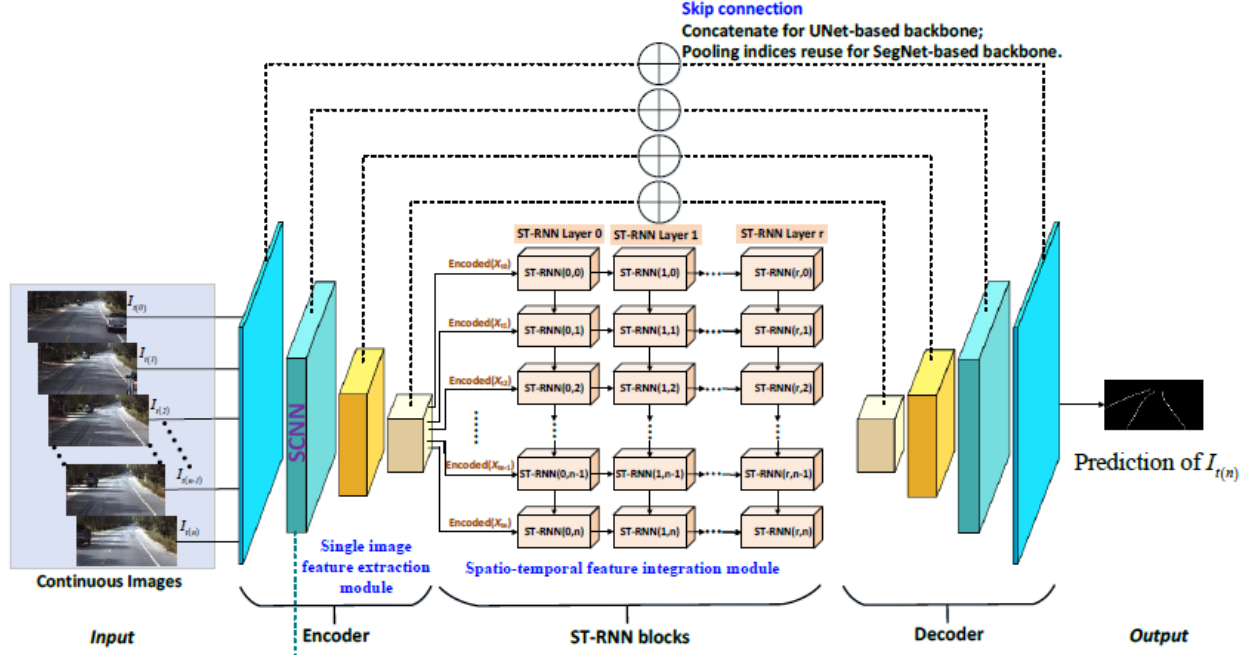 Skip connection
Concatenate for UNet-based backbone;
Pooling indices reuse for SegNet-based backbone.
ST-RNN Layer 0 ST-RNN Layer 1 ST-RNN Layer r
Encoded(X_t0) ST-RNN(0,0) ST-RNN(1,0) ST-RNN(r,0)
I_t(0)
Encoded(X_t1) ST-RNN(0,1) ST-RNN(1,1) ST-RNN(r,1)
I_t(1)
Encoded(X_t2) ST-RNN(0,2) ST-RNN(1,2) ST-RNN(r,2)
I_t(2)
SCNN
Encoded(X_tn-1) ST-RNN(0,n-1) ST-RNN(1,n-1) ST-RNN(r,n-1)
I_t(n-1)
Prediction of I_t(n)
Encoded(X_tn) ST-RNN(0,n) ST-RNN(1,n) ST-RNN(r,n)
I_t(n)
Continuous Images
Single image
feature extraction
module
Spatio-temporal feature integration module
Input Encoder ST-RNN blocks Decoder Output